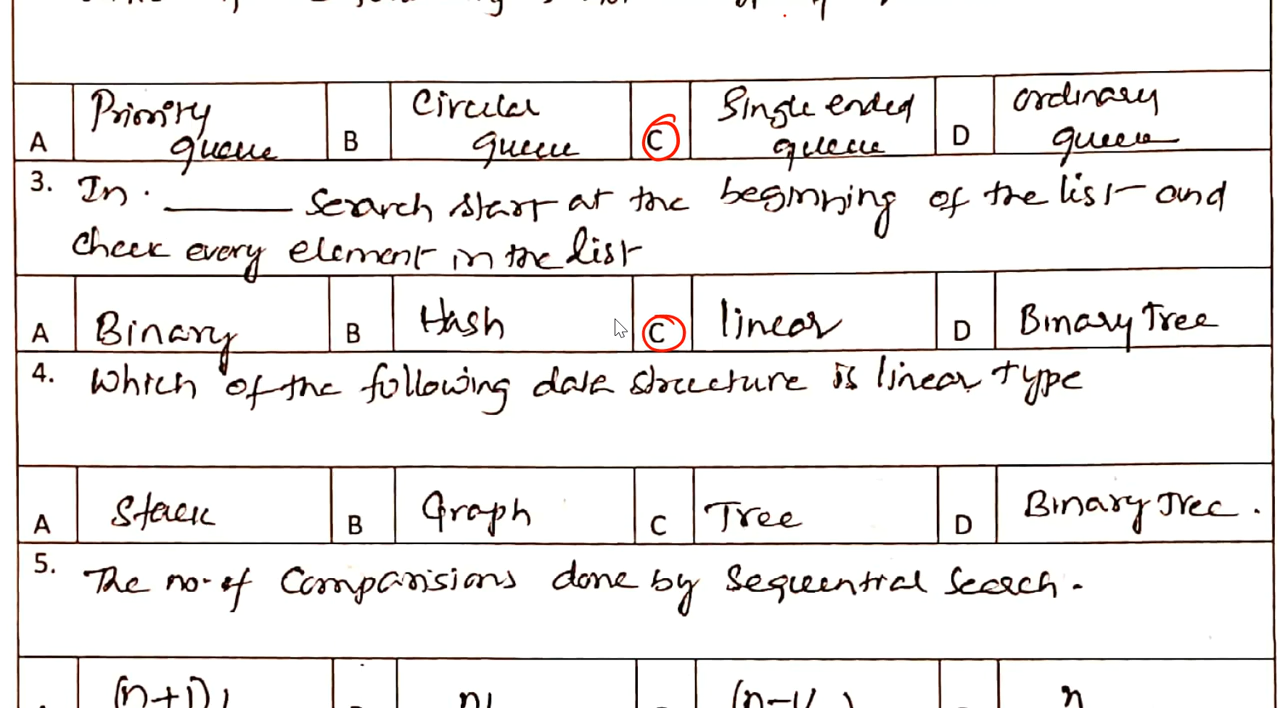 A Priority queue B Circular queue C Single ended queue D ordinary queue
3. In. ______ Search start at the beginning of the list and
check every element in the list
A Binary B Hash C linear D Binary Tree
4. Which of the following data structure is linear type
A Stack B Graph C Tree D Binary Tree.
5. The no. of Comparisions done by Sequential Search.